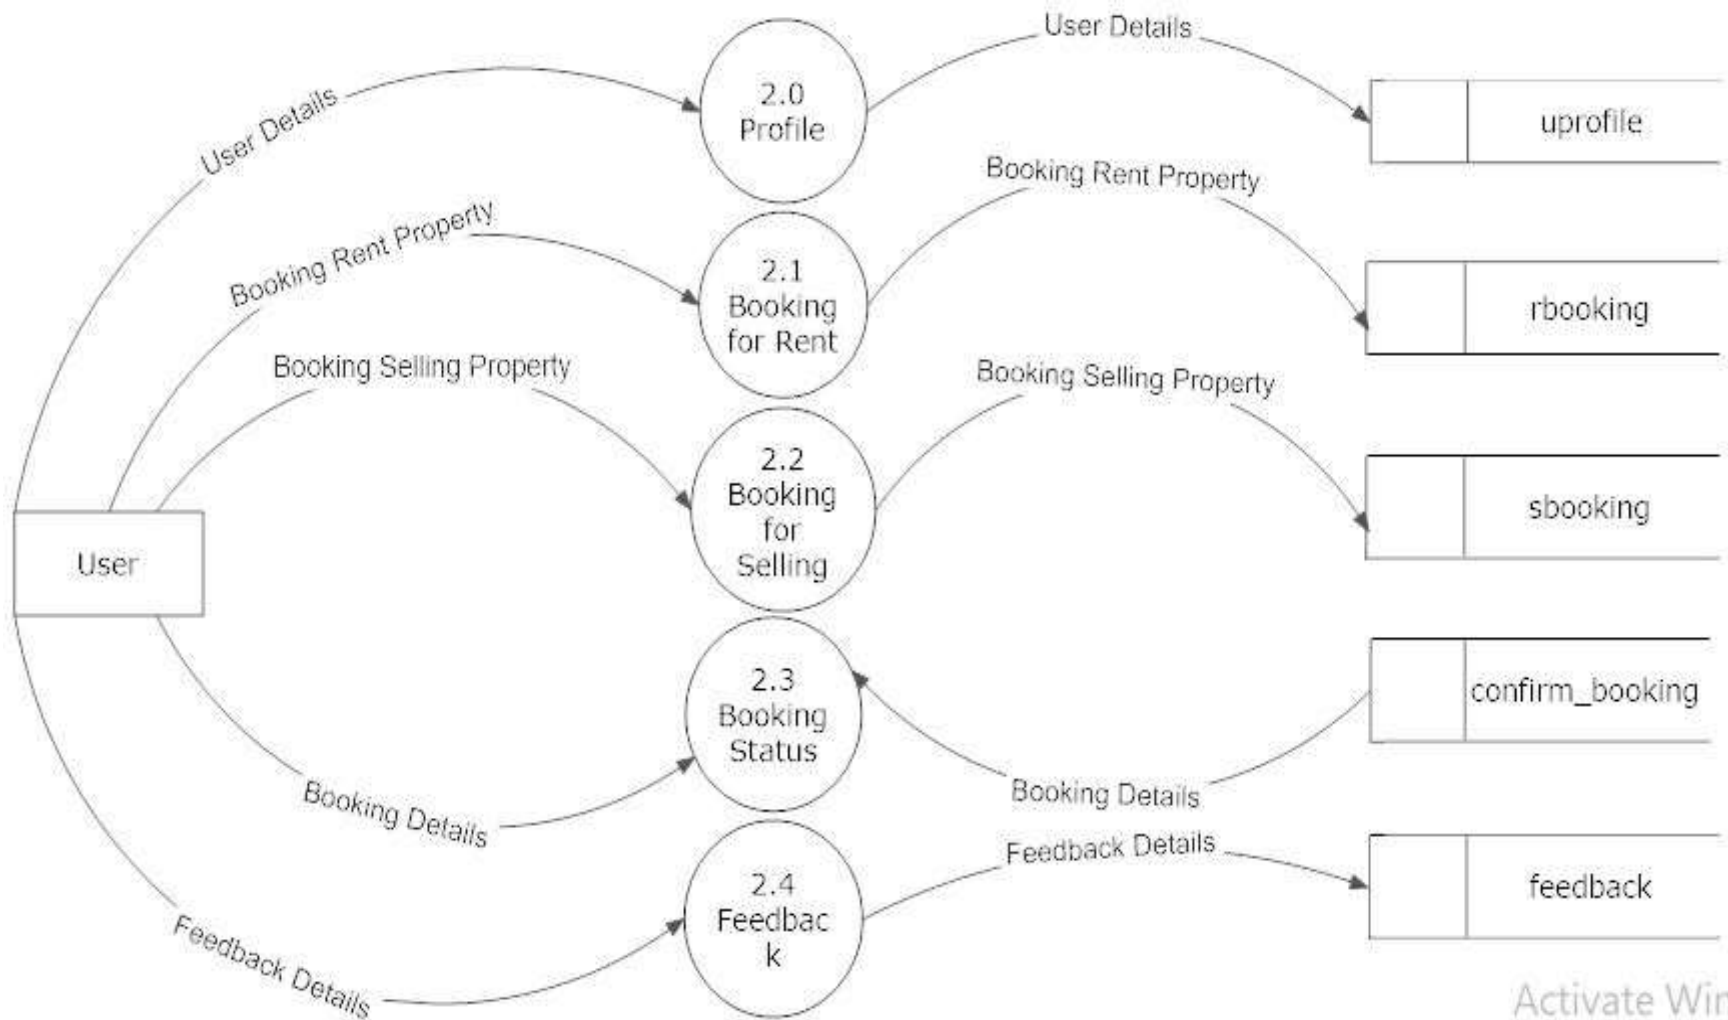 User Details
User Details
2.0
Profile
uprofile
Booking Rent Property
Booking Rent Property
2.1
Booking
for Rent
rbooking
Booking Selling Property
Booking Selling Property
2.2
Booking
for
Selling
sbooking
User
2.3
Booking
Status
confirm_booking
Booking Details
Booking Details
Feedback Details
2.4
Feedbac
k
feedback
Feedback Details
Activate Win